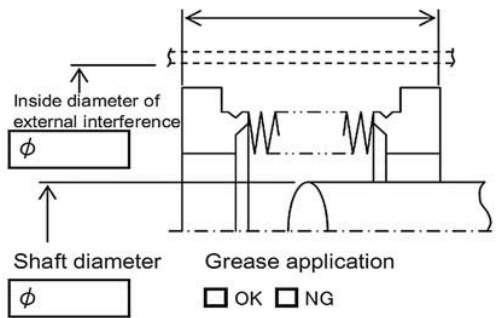 Inside diameter of
external interference
ϕ
Shaft diameter
ϕ
Grease application
□ OK □ NG